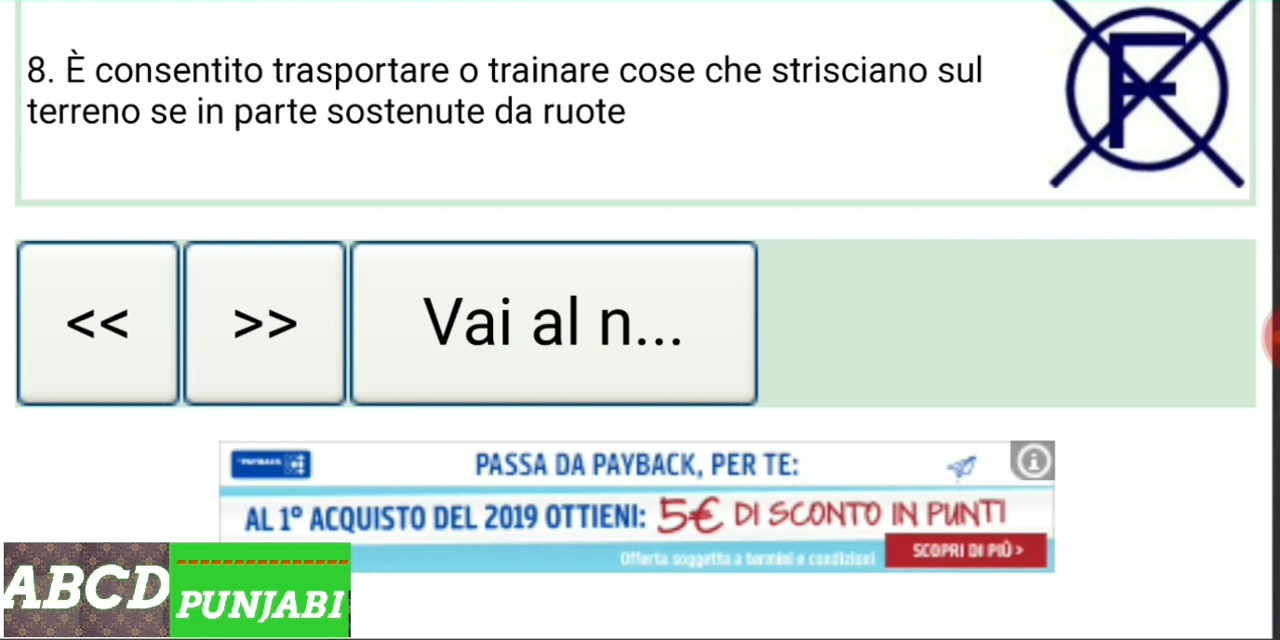 8. È consentito trasportare o trainare cose che strisciano sul
terreno se in parte sostenute da ruote
F
<< >> Vai al n...
PAYBACK
PASSA DA PAYBACK, PER TE:
AL 1° ACQUISTO DEL 2019 OTTIENI: 5€ DI SCONTO IN PUNTI
Offerta soggetta a termini e condizioni
SCOPRI DI PIÙ >
ABCD PUNJABI